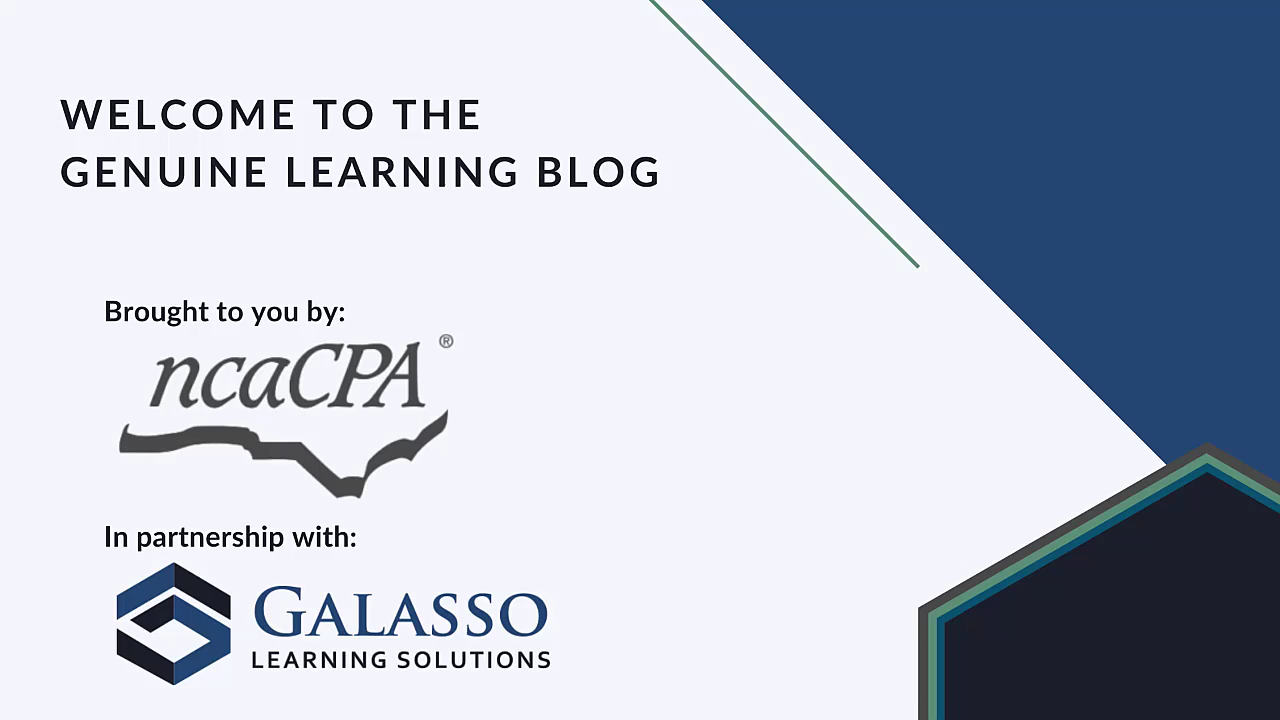 WELCOME TO THE
GENUINE LEARNING BLOG
Brought to you by:
ncaCPA®
In partnership with:
GALASSO
LEARNING SOLUTIONS